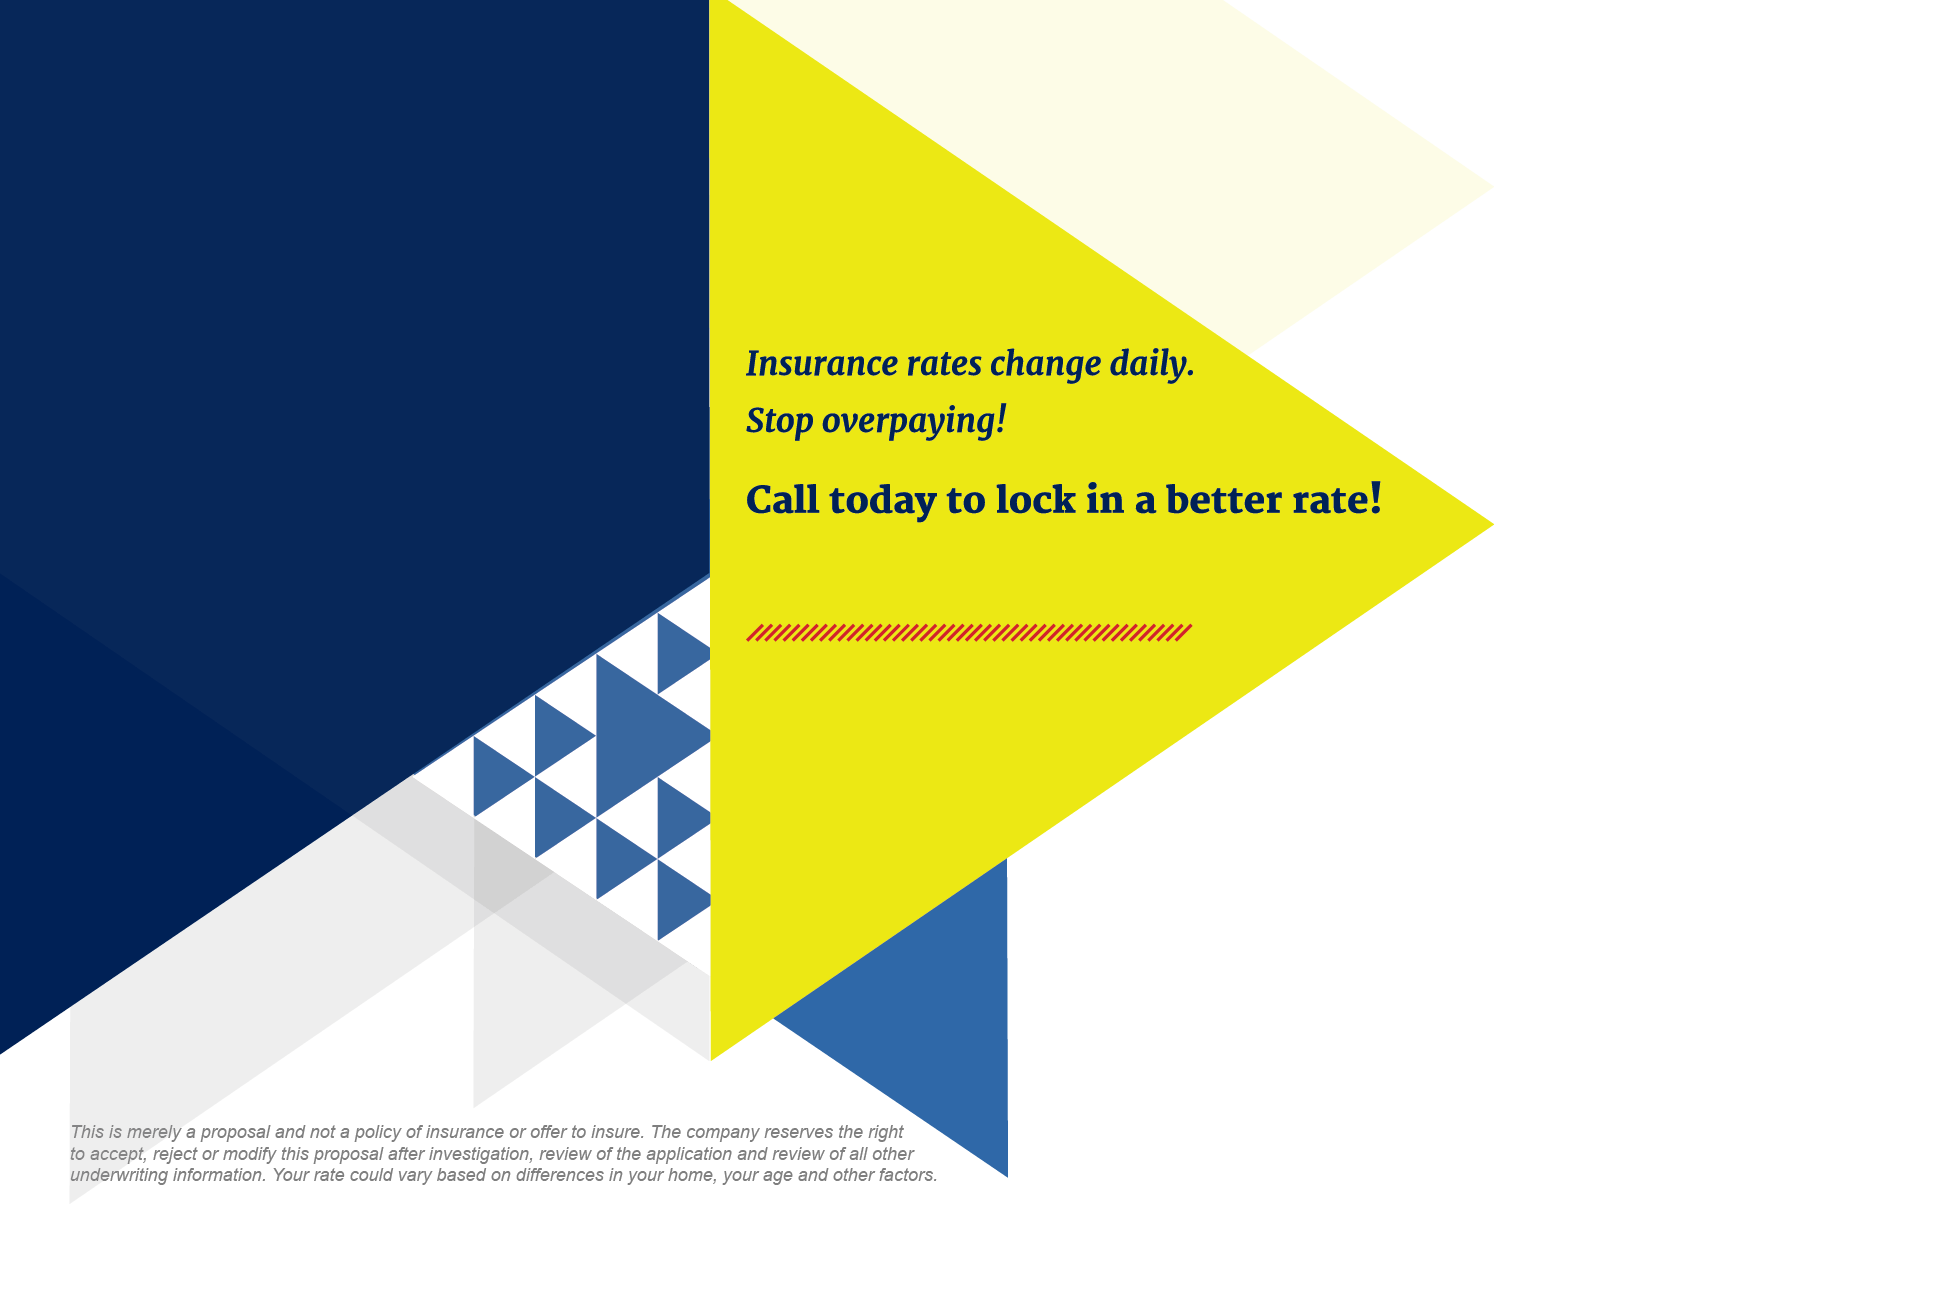 Insurance rates change daily.
Stop overpaying!
Call today to lock in a better rate!
This is merely a proposal and not a policy of insurance or offer to insure. The company reserves the right
to accept, reject or modify this proposal after investigation, review of the application and review of all other
underwriting information. Your rate could vary based on differences in your home, your age and other factors.